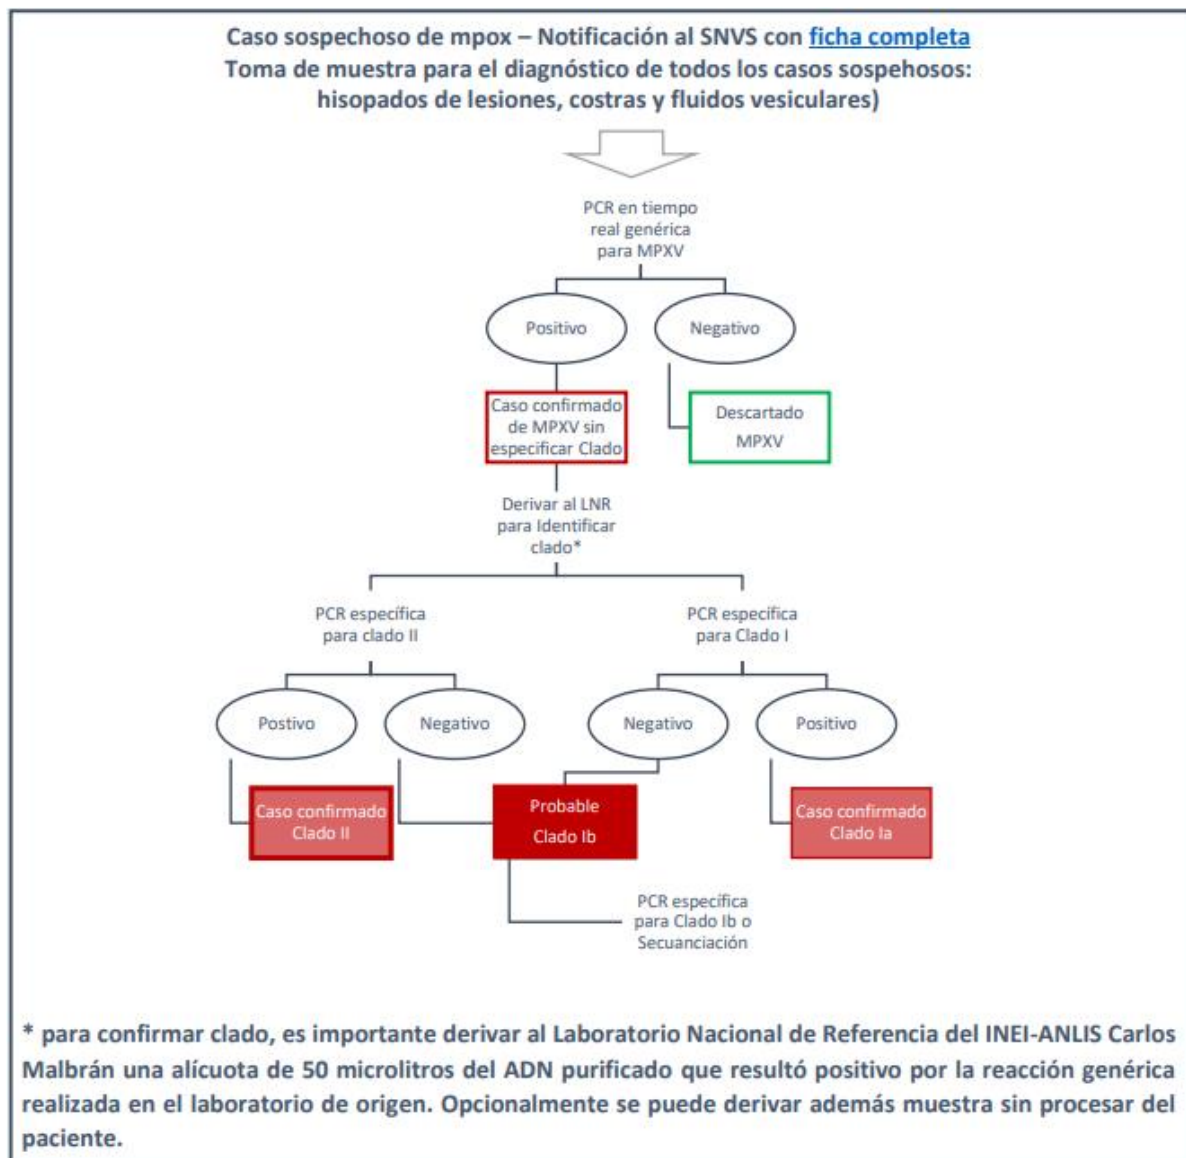 Caso sospechoso de mpox – Notificación al SNVS con ficha completa
Toma de muestra para el diagnóstico de todos los casos sospehosos:
hisopados de lesiones, costras y fluidos vesiculares)
PCR en tiempo
real genérica
para MPXV
Positivo
Negativo
Caso confirmado
de MPXV sin
especificar Clado
Descartado
MPXV
Derivar al LNR
para Identificar
clado*
PCR específica
para clado II
PCR específica
para Clado I
Postivo
Negativo
Negativo
Positivo
Caso confirmado
Clado II
Probable
Clado Ib
Caso confirmado
Clado Ia
PCR específica
para Clado Ib o
Secuanciación
* para confirmar clado, es importante derivar al Laboratorio Nacional de Referencia del INEI-ANLIS Carlos
Malbrán una alícuota de 50 microlitros del ADN purificado que resultó positivo por la reacción genérica
realizada en el laboratorio de origen. Opcionalmente se puede derivar además muestra sin procesar del
paciente.